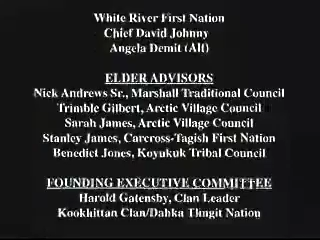 White River First Nation
Chief David Johnny
Angela Demit (Alt)
ELDER ADVISORS
Nick Andrews Sr., Marshall Traditional Council
Trimble Gilbert, Arctic Village Council
Sarah James, Arctic Village Council
Stanley James, Carcross-Tagish First Nation
Benedict Jones, Koyukuk Tribal Council
FOUNDING EXECUTIVE COMMITTEE
Harold Gatensby, Clan Leader
Kookhittan Clan/Dahka Tlingit Nation